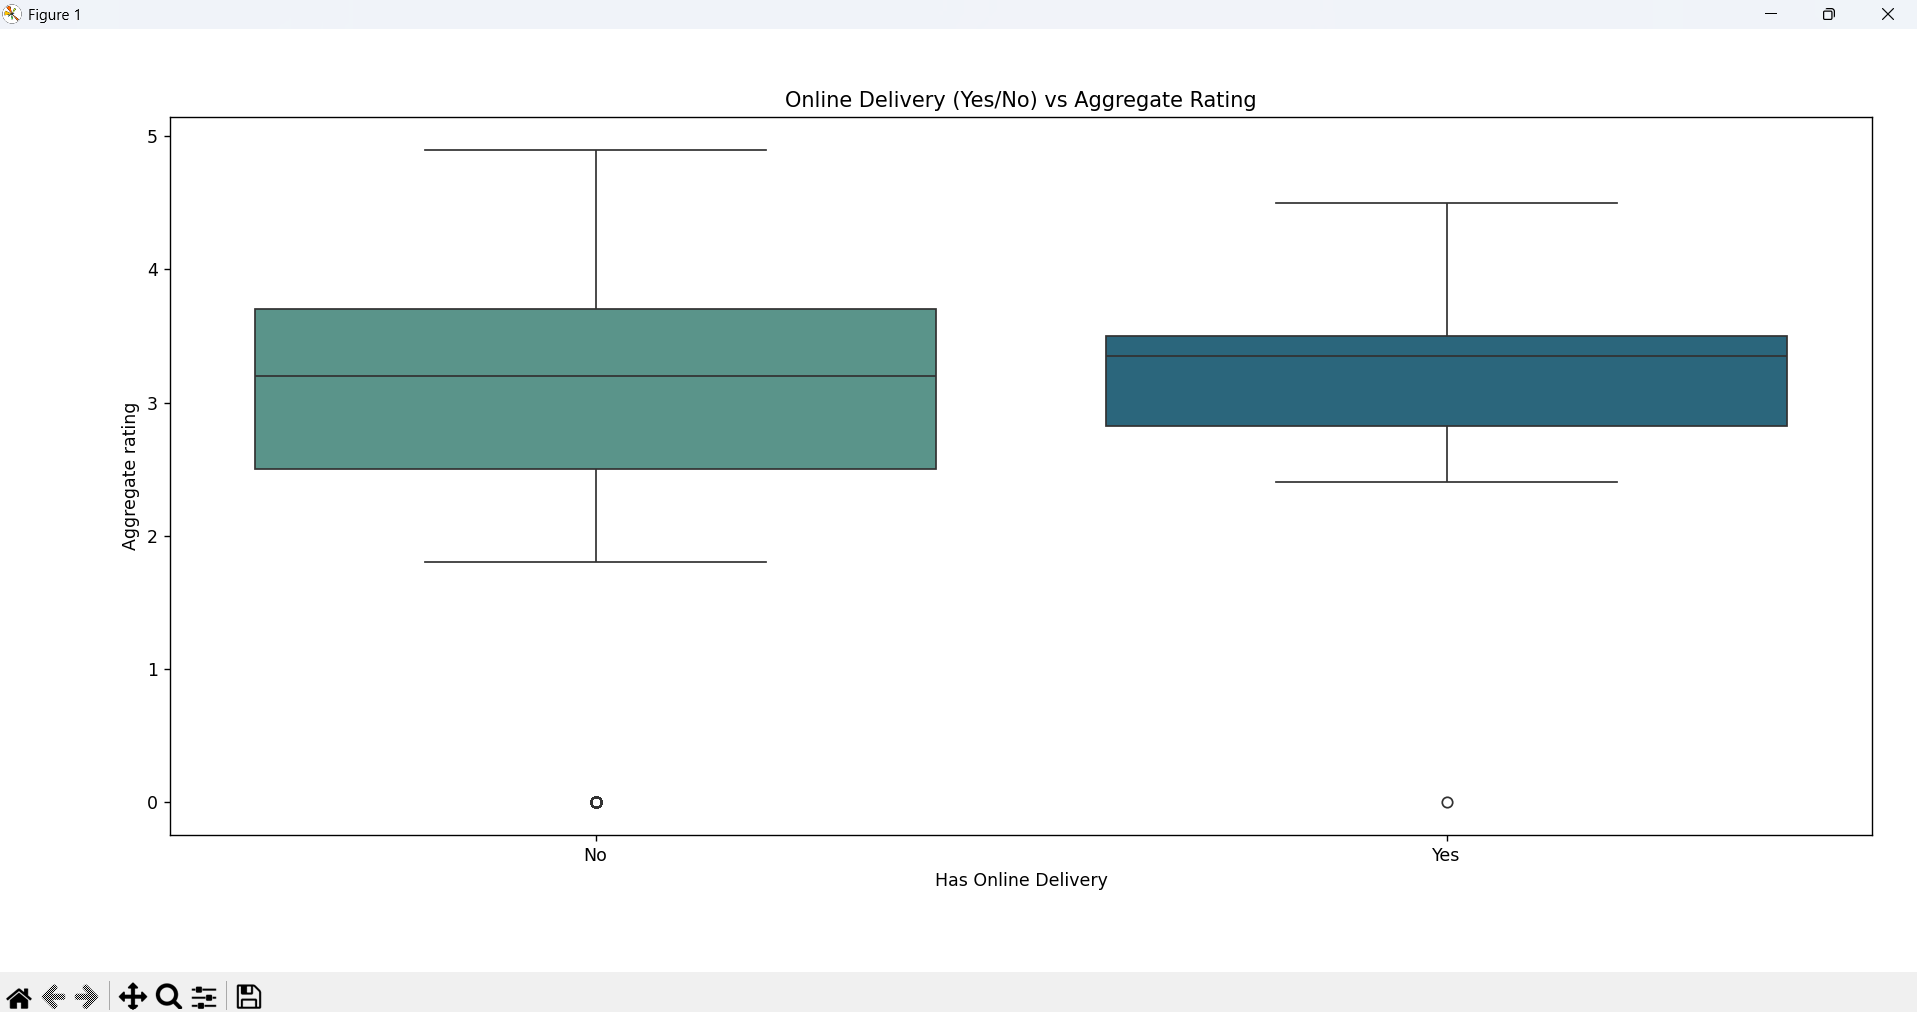 Figure 1
Online Delivery (Yes/No) vs Aggregate Rating
5
4
3
2
1
0
Aggregate rating
No
Yes
Has Online Delivery